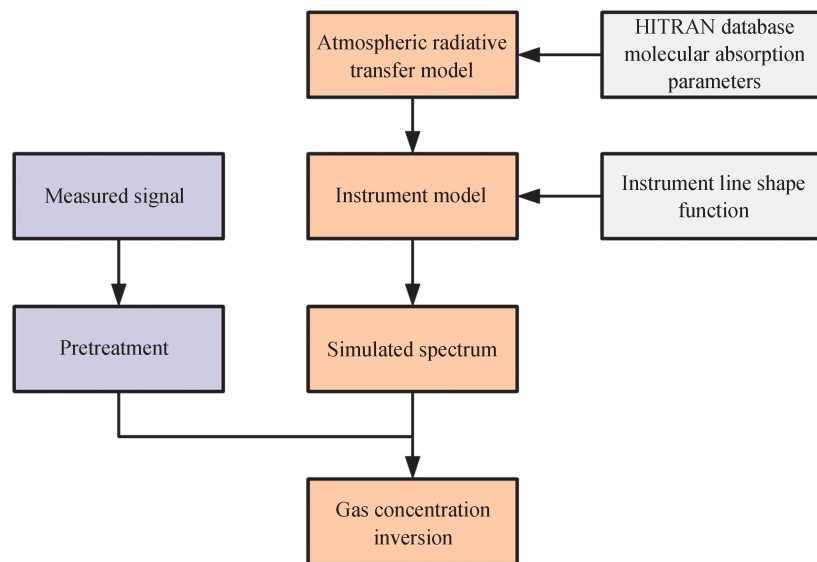 Atmospheric radiative
transfer model
HITRAN database
molecular absorption
parameters
Measured signal
Instrument model
Instrument line shape
function
Pretreatment
Simulated spectrum
Gas concentration
inversion